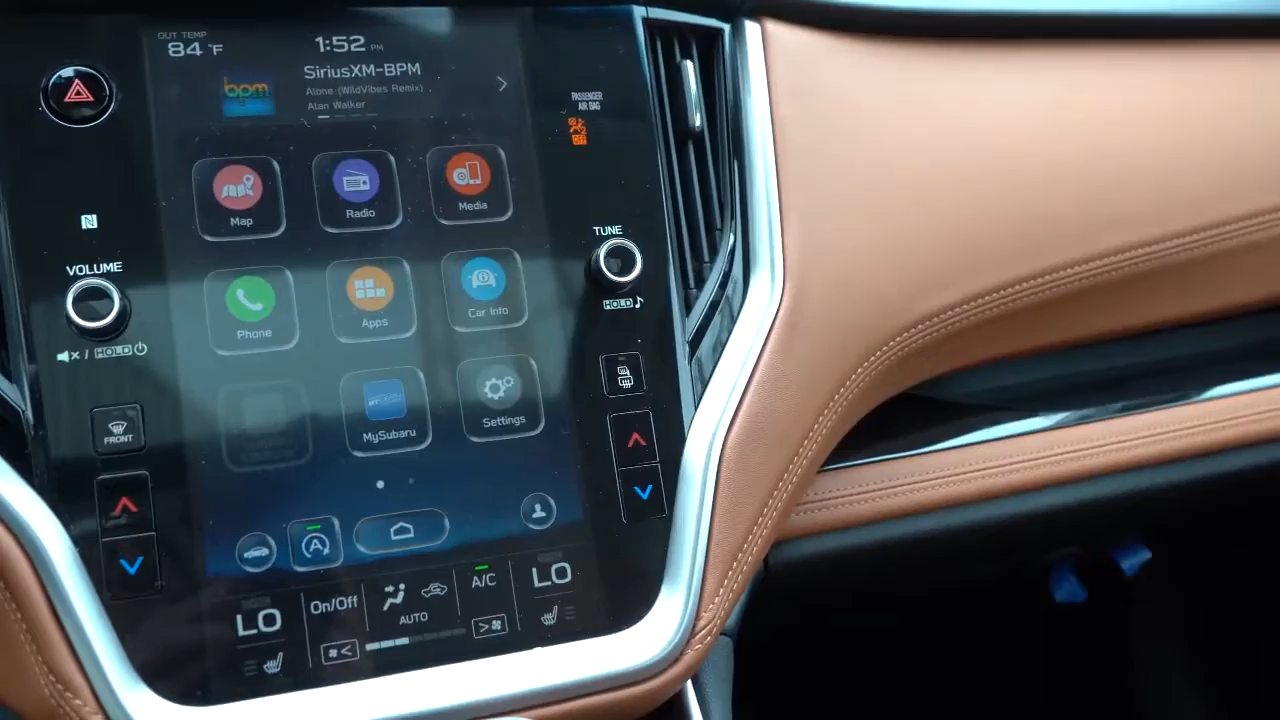 OUT TEMP
84 °F
1:52 PM
SiriusXM-BPM
bpm
Alone (WildVibes Remix)
Alan Walker
PASSENGER
AIR BAG
OFF
Map
Radio
Media
VOLUME
TUNE
HOLD
Phone
Apps
Car Info
/ HOLD
FRONT
MySubaru
Settings
A
LO
On/Off
AUTO
A/C
LO